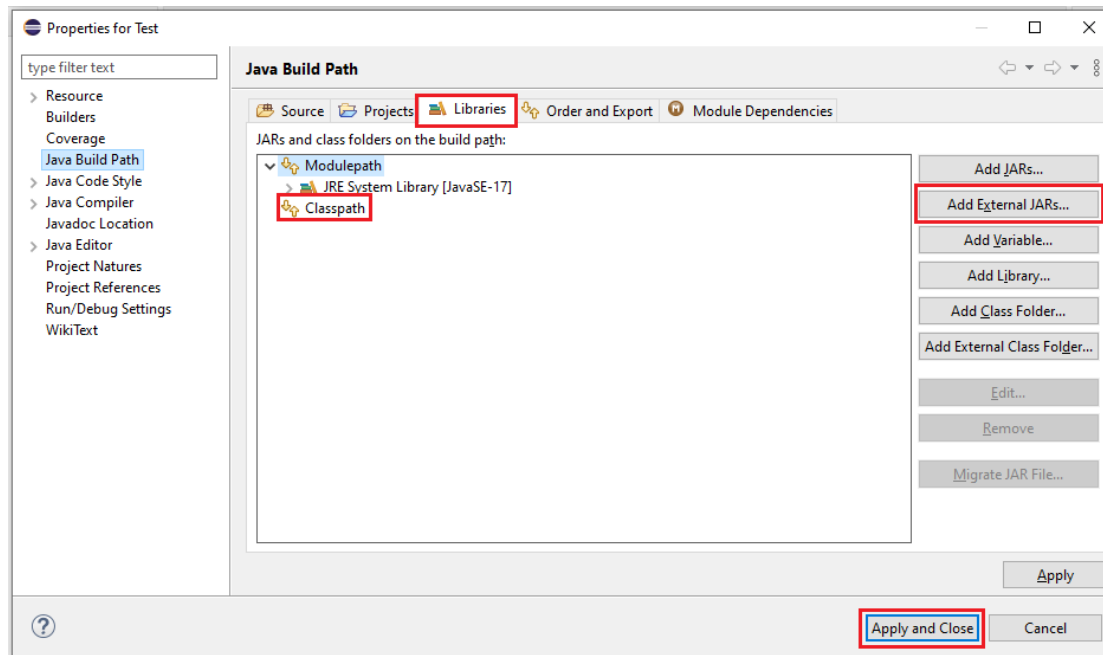 Properties for Test
type filter text
Resource
Builders
Coverage
Java Build Path
Java Code Style
Java Compiler
Javadoc Location
Java Editor
Project Natures
Project References
Run/Debug Settings
WikiText
Java Build Path
Source Projects Libraries Order and Export Module Dependencies
JARs and class folders on the build path:
Modulepath
JRE System Library [JavaSE-17]
Classpath
Add JARs...
Add External JARs...
Add Variable...
Add Library...
Add Class Folder...
Add External Class Folder...
Edit...
Remove
Migrate JAR File...
Apply
Apply and Close Cancel